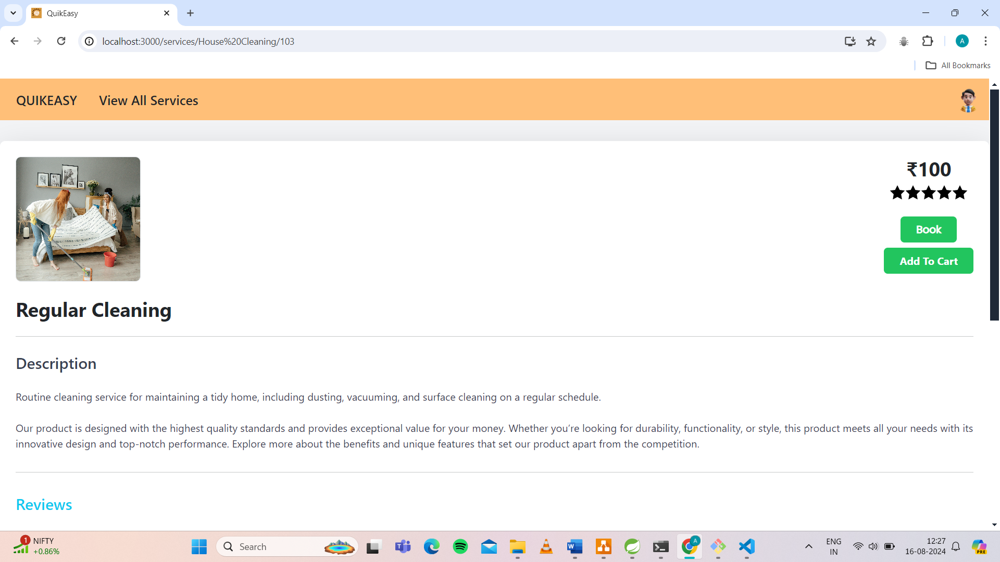 QuikEasy
localhost:3000/services/House%20Cleaning/103
A
All Bookmarks
QUIKEASY
View All Services
₹100
Book
Add To Cart
Regular Cleaning
Description
Routine cleaning service for maintaining a tidy home, including dusting, vacuuming, and surface cleaning on a regular schedule.
Our product is designed with the highest quality standards and provides exceptional value for your money. Whether you’re looking for durability, functionality, or style, this product meets all your needs with its
innovative design and top-notch performance. Explore more about the benefits and unique features that set our product apart from the competition.
Reviews
1
NIFTY
+0.86%
Search
T
W
A
ENG
IN
12:27
16-08-2024
PRE